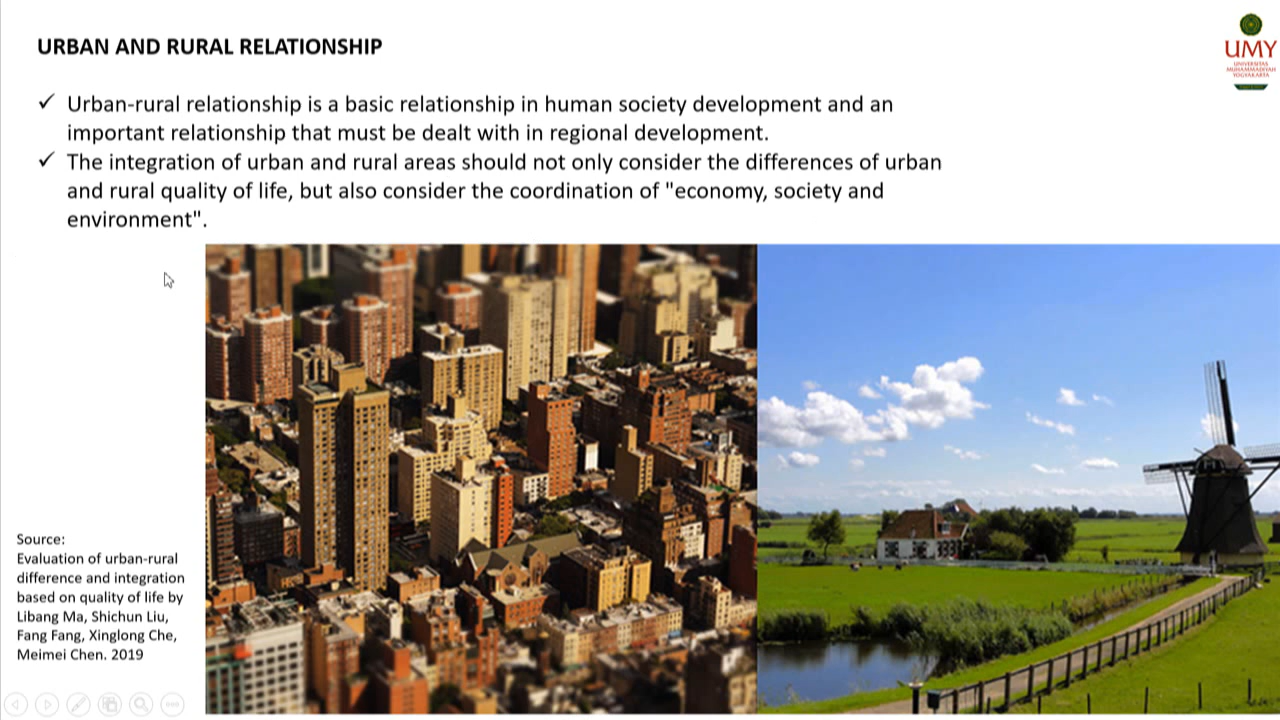 URBAN AND RURAL RELATIONSHIP
UMY
UNIVERSITAS
MUHAMMADIYAH
YOGYAKARTA
✓ Urban-rural relationship is a basic relationship in human society development and an
important relationship that must be dealt with in regional development.
✓ The integration of urban and rural areas should not only consider the differences of urban
and rural quality of life, but also consider the coordination of "economy, society and
environment".
Source:
Evaluation of urban-rural
difference and integration
based on quality of life by
Libang Ma, Shichun Liu,
Fang Fang, Xinglong Che,
Meimei Chen. 2019